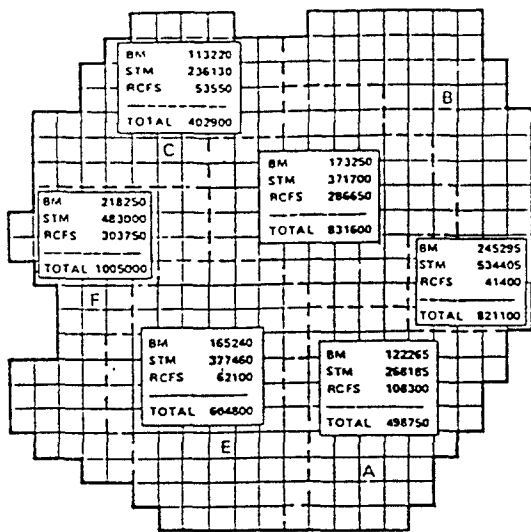 BM 113220
STM 236130
RCFS 53550
TOTAL 402900
B
C
BM 173250
STM 371700
RCFS 286650
TOTAL 831600
BM 218250
STM 483000
RCFS 303750
TOTAL 1005000
BM 245295
STM 534405
RCFS 41400
TOTAL 821100
F
BM 165240
STM 377460
RCFS 62100
TOTAL 604800
BM 122265
STM 268185
RCFS 108300
TOTAL 498750
E
A